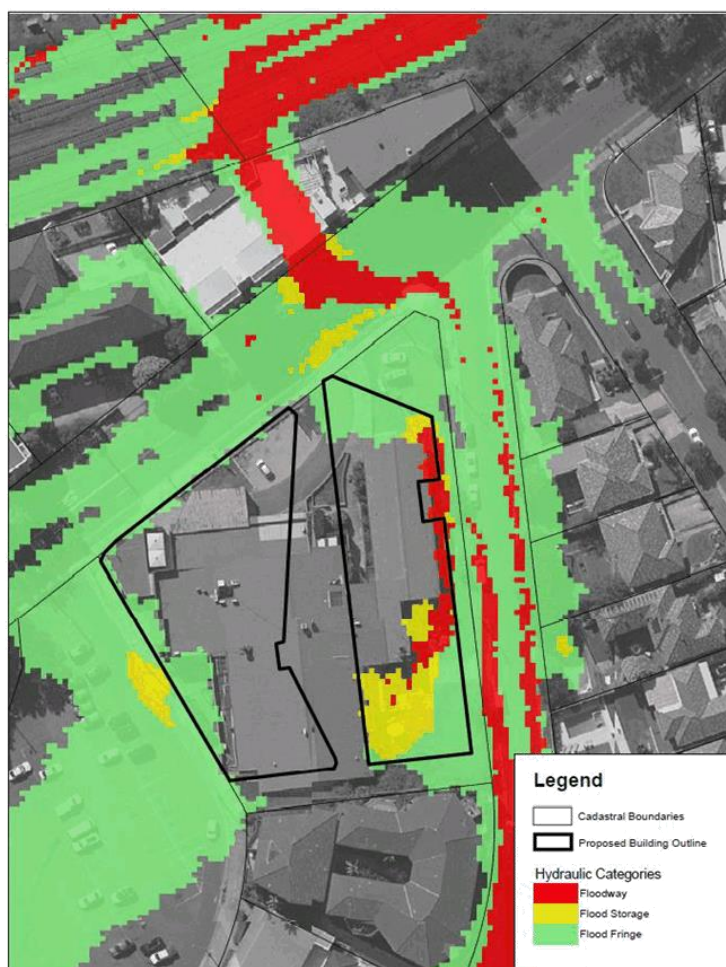 Legend
Cadastral Boundaries
Proposed Building Outline
Hydraulic Categories
Floodway
Flood Storage
Flood Fringe